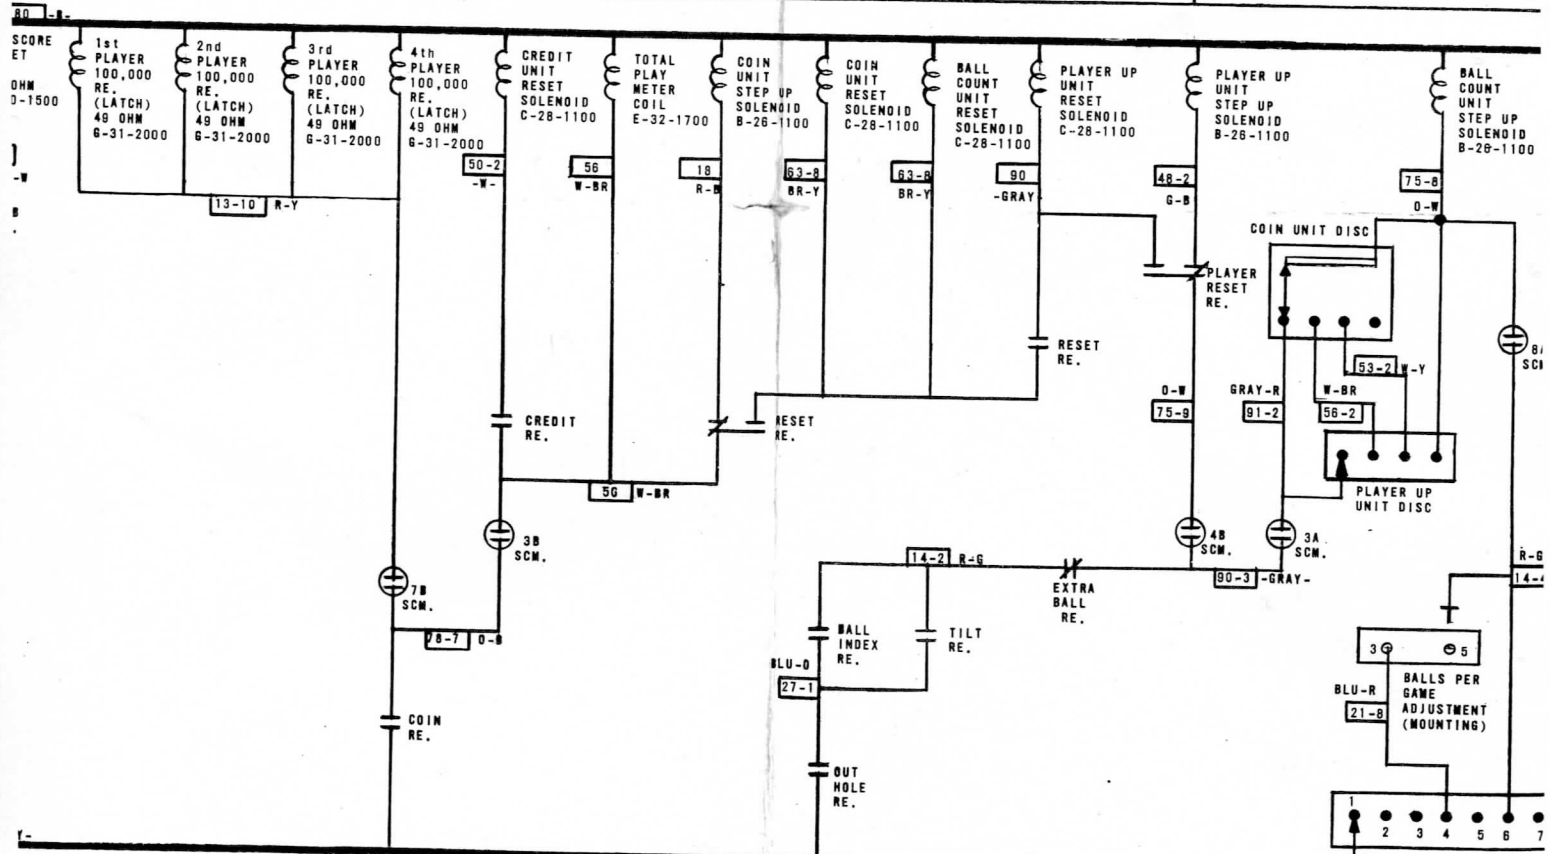 80 -B-
SCORE
ET
OHM
D-1500
-W
B
1st
PLAYER
100,000
RE.
(LATCH)
49 OHM
G-31-2000
2nd
PLAYER
100,000
RE.
(LATCH)
49 OHM
G-31-2000
3rd
PLAYER
100,000
RE.
(LATCH)
49 OHM
G-31-2000
4th
PLAYER
100,000
RE.
(LATCH)
49 OHM
G-31-2000
CREDIT
UNIT
RESET
SOLENOID
C-28-1100
TOTAL
PLAY
METER
COIL
E-32-1700
COIN
UNIT
STEP UP
SOLENOID
B-26-1100
COIN
UNIT
RESET
SOLENOID
C-28-1100
BALL
COUNT
UNIT
RESET
SOLENOID
C-28-1100
PLAYER UP
UNIT
RESET
SOLENOID
C-28-1100
PLAYER UP
UNIT
STEP UP
SOLENOID
B-26-1100
BALL
COUNT
UNIT
STEP UP
SOLENOID
B-26-1100
13-10 R-Y
50-2
-W-
56
W-BR
18
R-B
63-8
BR-Y
63-8
BR-Y
90
-GRAY-
48-2
G-B
75-8
O-W
COIN UNIT DISC
PLAYER
RESET
RE.
RESET
RE.
53-2 W-Y
W-BR
56-2
GRAY-R
91-2
O-W
75-9
CREDIT
RE.
RESET
RE.
56 W-BR
PLAYER UP
UNIT DISC
3B
SCM.
4B
SCM.
3A
SCM.
7B
SCM.
14-2 R-G
90-3 -GRAY-
EXTRA
BALL
RE.
78-7 O-B
BALL
INDEX
RE.
TILT
RE.
BLU-O
27-1
COIN
RE.
OUT
HOLE
RE.
R-G
14-4
3 5
BALLS PER
GAME
ADJUSTMENT
(MOUNTING)
BLU-R
21-8
1 2 3 4 5 6 7
Y-